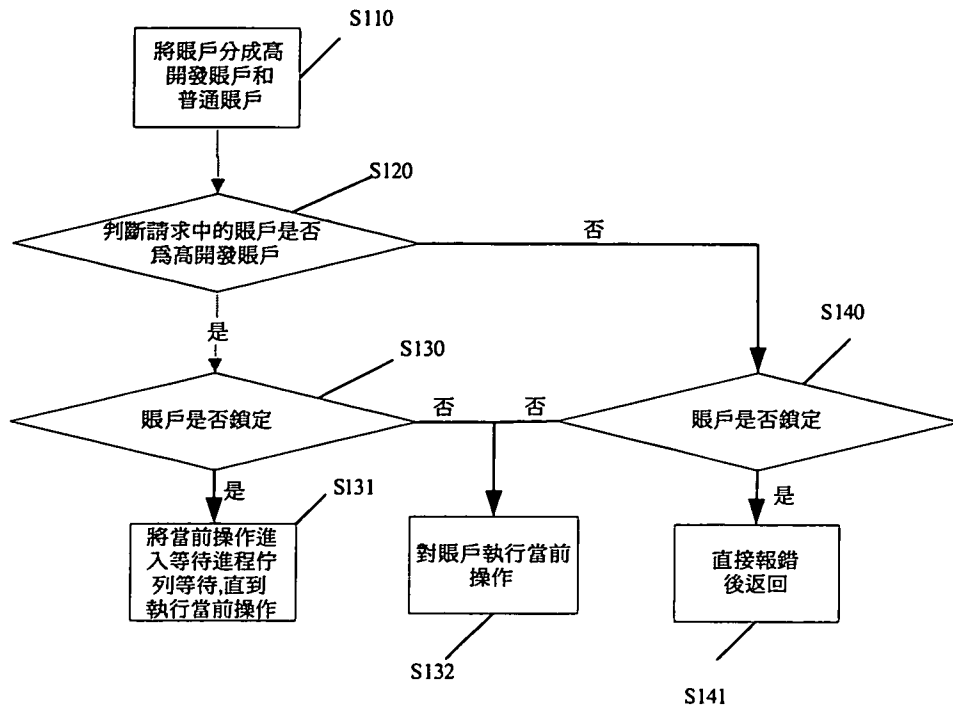 S110
將賬戶分成高
開發賬戶和
普通賬戶
S120
判斷請求中的賬戶是否
爲高開發賬戶
否
是
S130
S140
賬戶是否鎖定
否
否
賬戶是否鎖定
是
S131
是
將當前操作進
入等待進程佇
列等待,直到
執行當前操作
對賬戶執行當前
操作
直接報錯
後返回
S132
S141